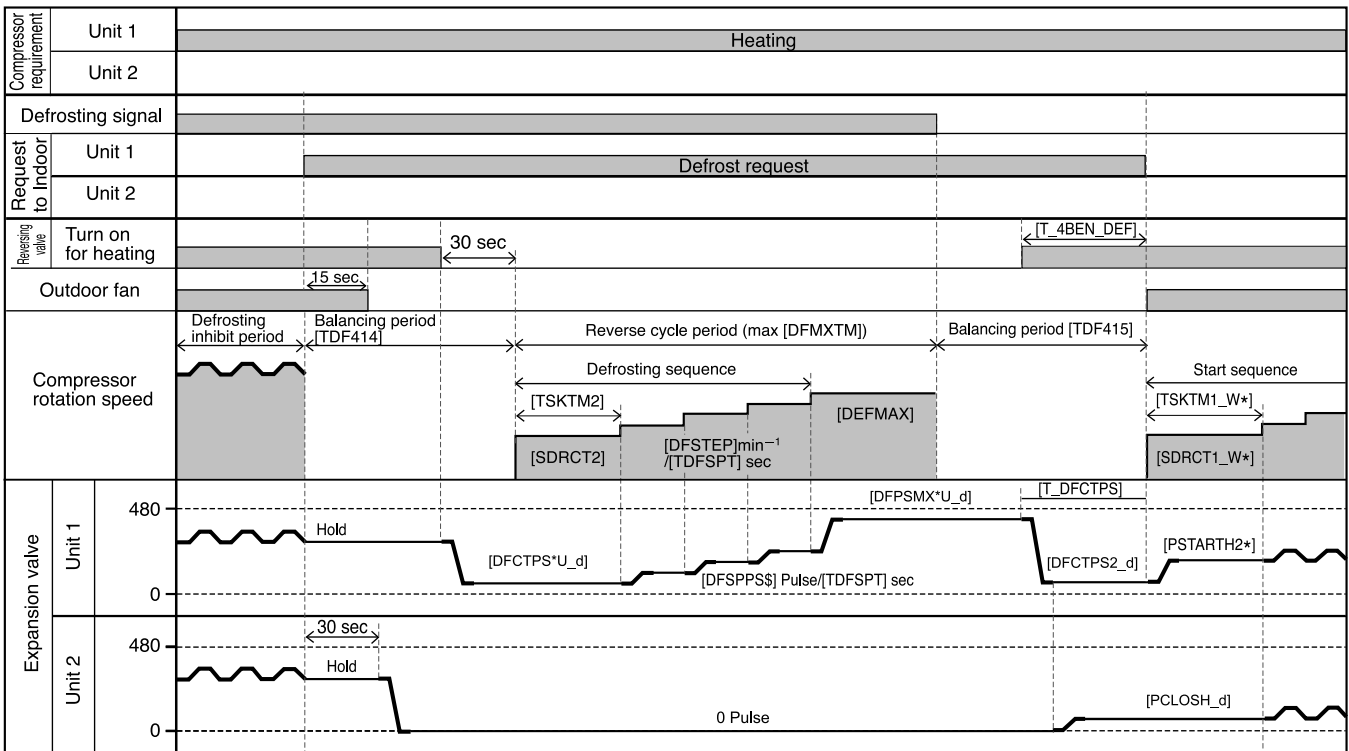 Compressor
requirement
Unit 1
Heating
Unit 2
Defrosting signal
Request
to Indoor
Unit 1
Defrost request
Unit 2
Reversing
valve
Turn on
for heating
30 sec
[T_4BEN_DEF]
Outdoor fan
15 sec
Compressor
rotation speed
Defrosting
inhibit period
Balancing period
[TDF414]
Reverse cycle period (max [DFMXTM])
Balancing period [TDF415]
Defrosting sequence
Start sequence
[TSKTM2]
[TSKTM1_W*]
[SDRCT2]
[DFSTEP]min⁻¹
/[TDFSPT] sec
[DEFMAX]
[SDRCT1_W*]
Expansion valve
Unit 1
480
0
Hold
[DFCTPS*U_d]
[DFSPPS$] Pulse/[TDFSPT] sec
[DFPSMX*U_d]
[T_DFCTPS]
[DFCTPS2_d]
[PSTARTH2*]
Unit 2
480
0
30 sec
Hold
0 Pulse
[PCLOSH_d]